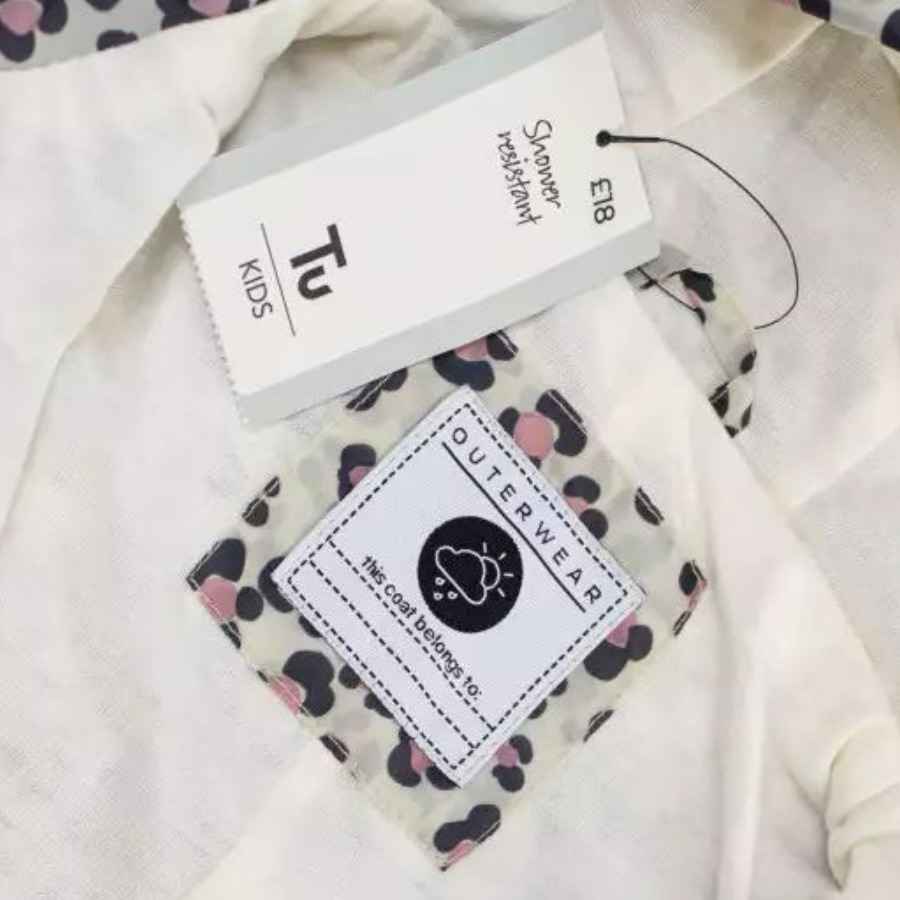 Shower
resistant
£18
Tu
KIDS
OUTERWEAR
this coat belongs to: